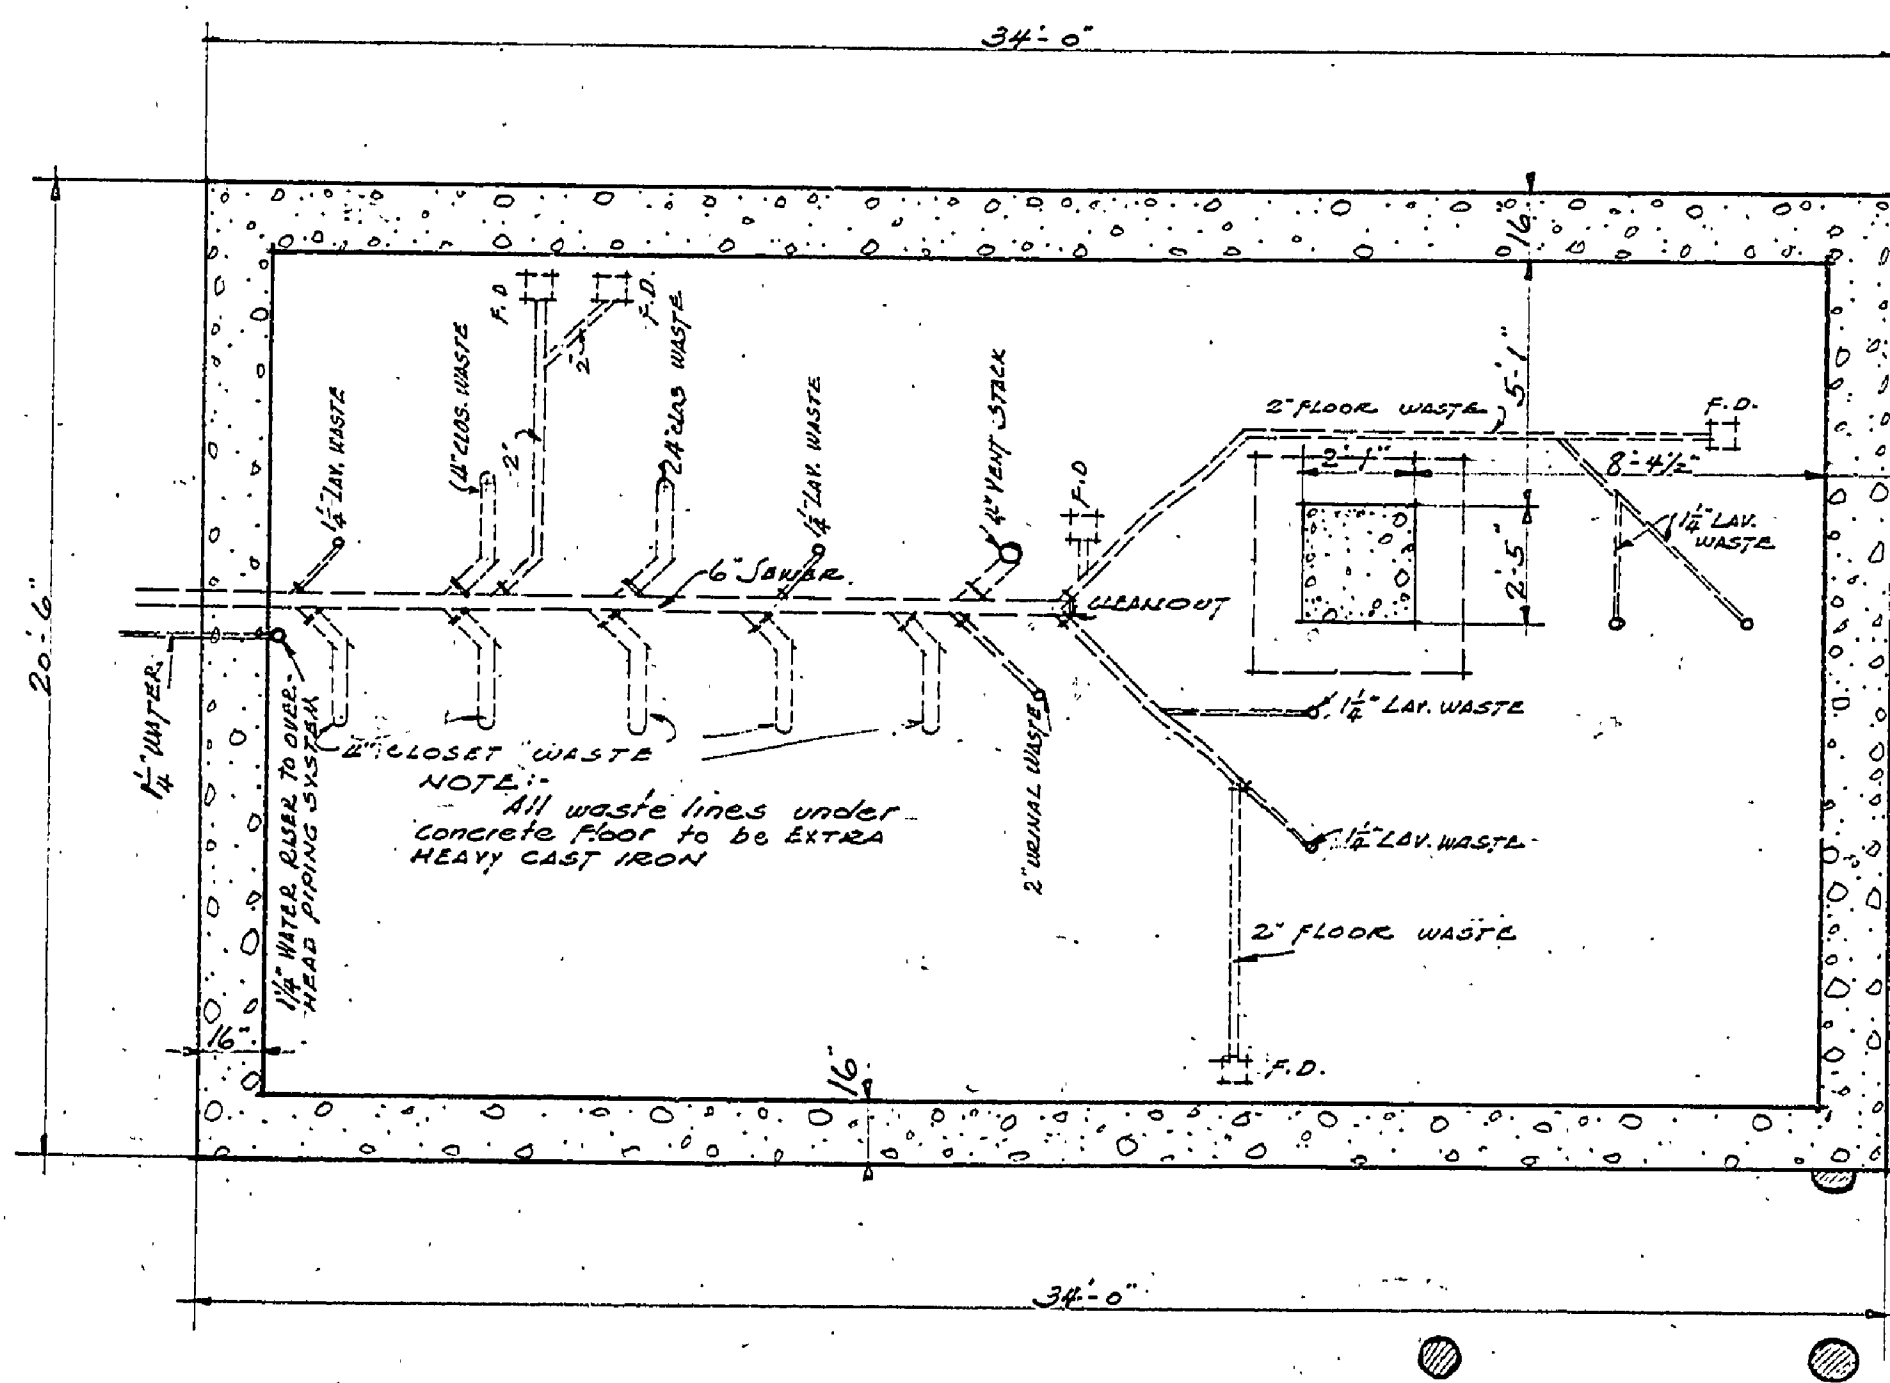 34'-0"
16"
F.D.
F.D.
2"
2"
4" CLOS. WASTE
1¼" LAV. WASTE
4" CLOS WASTE
1¼" LAV. WASTE
4" VENT STACK
F.D
2" FLOOR WASTE
5'-1"
F.D.
2'-1"
8'-4½"
2'-5"
1¼" LAV.
WASTE
6" SEWER
CLEANOUT
20'-6"
1¼" WATER
1¼" WATER RISER TO OVER-
HEAD PIPING SYSTEM
4" CLOSET WASTE
NOTE:-
All waste lines under
concrete floor to be EXTRA
HEAVY CAST IRON
2" URINAL WASTE
1¼" LAV. WASTE
1¼" LAV. WASTE
2" FLOOR WASTE
F.D.
16"
16"
34'-0"